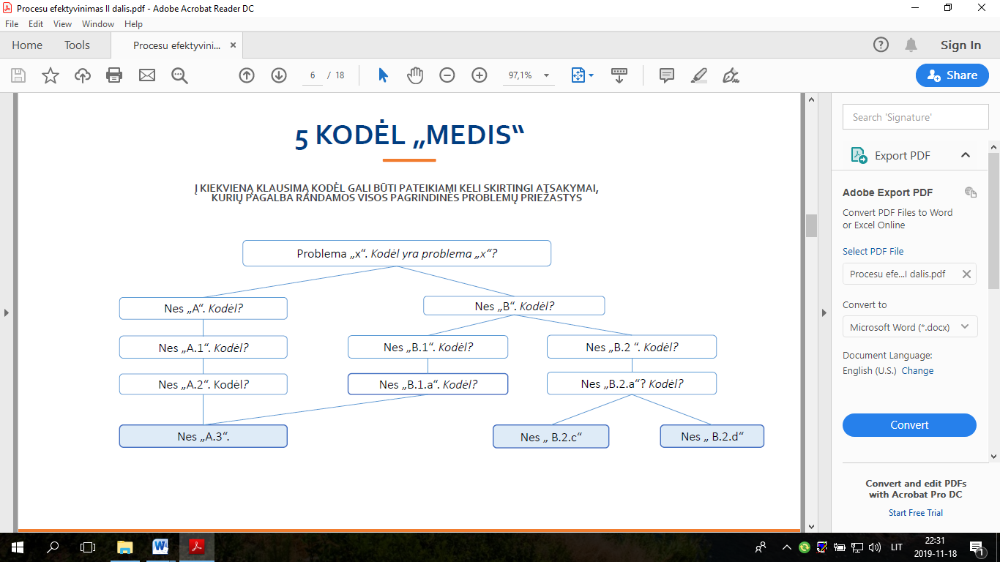 Procesu efektyvinimas II dalis.pdf - Adobe Acrobat Reader DC
File Edit View Window Help
Home Tools Procesu efektyvini... × Sign In
6 / 18 97,1% Share
5 KODĖL „MEDIS“
Į KIEKVIENĄ KLAUSIMĄ KODĖL GALI BŪTI PATEIKIAMI KELI SKIRTINGI ATSAKYMAI,
KURIŲ PAGALBA RANDAMOS VISOS PAGRINDINĖS PROBLEMŲ PRIEŽASTYS
Problema „x“. Kodėl yra problema „x“?
Nes „A“. Kodėl? Nes „B“. Kodėl?
Nes „A.1“. Kodėl? Nes „B.1“. Kodėl? Nes „B.2 “. Kodėl?
Nes „A.2“. Kodėl? Nes „B.1.a“. Kodėl? Nes „B.2.a“? Kodėl?
Nes „A.3“. Nes „ B.2.c“ Nes „ B.2.d“
Search 'Signature'
Export PDF
Adobe Export PDF
Convert PDF Files to Word
or Excel Online
Select PDF File
Procesu efe...I dalis.pdf
Convert to
Microsoft Word (*.docx)
Document Language:
English (U.S.) Change
Convert
Convert and edit PDFs
with Acrobat Pro DC
Start Free Trial
LIT 22:31
2019-11-18 1